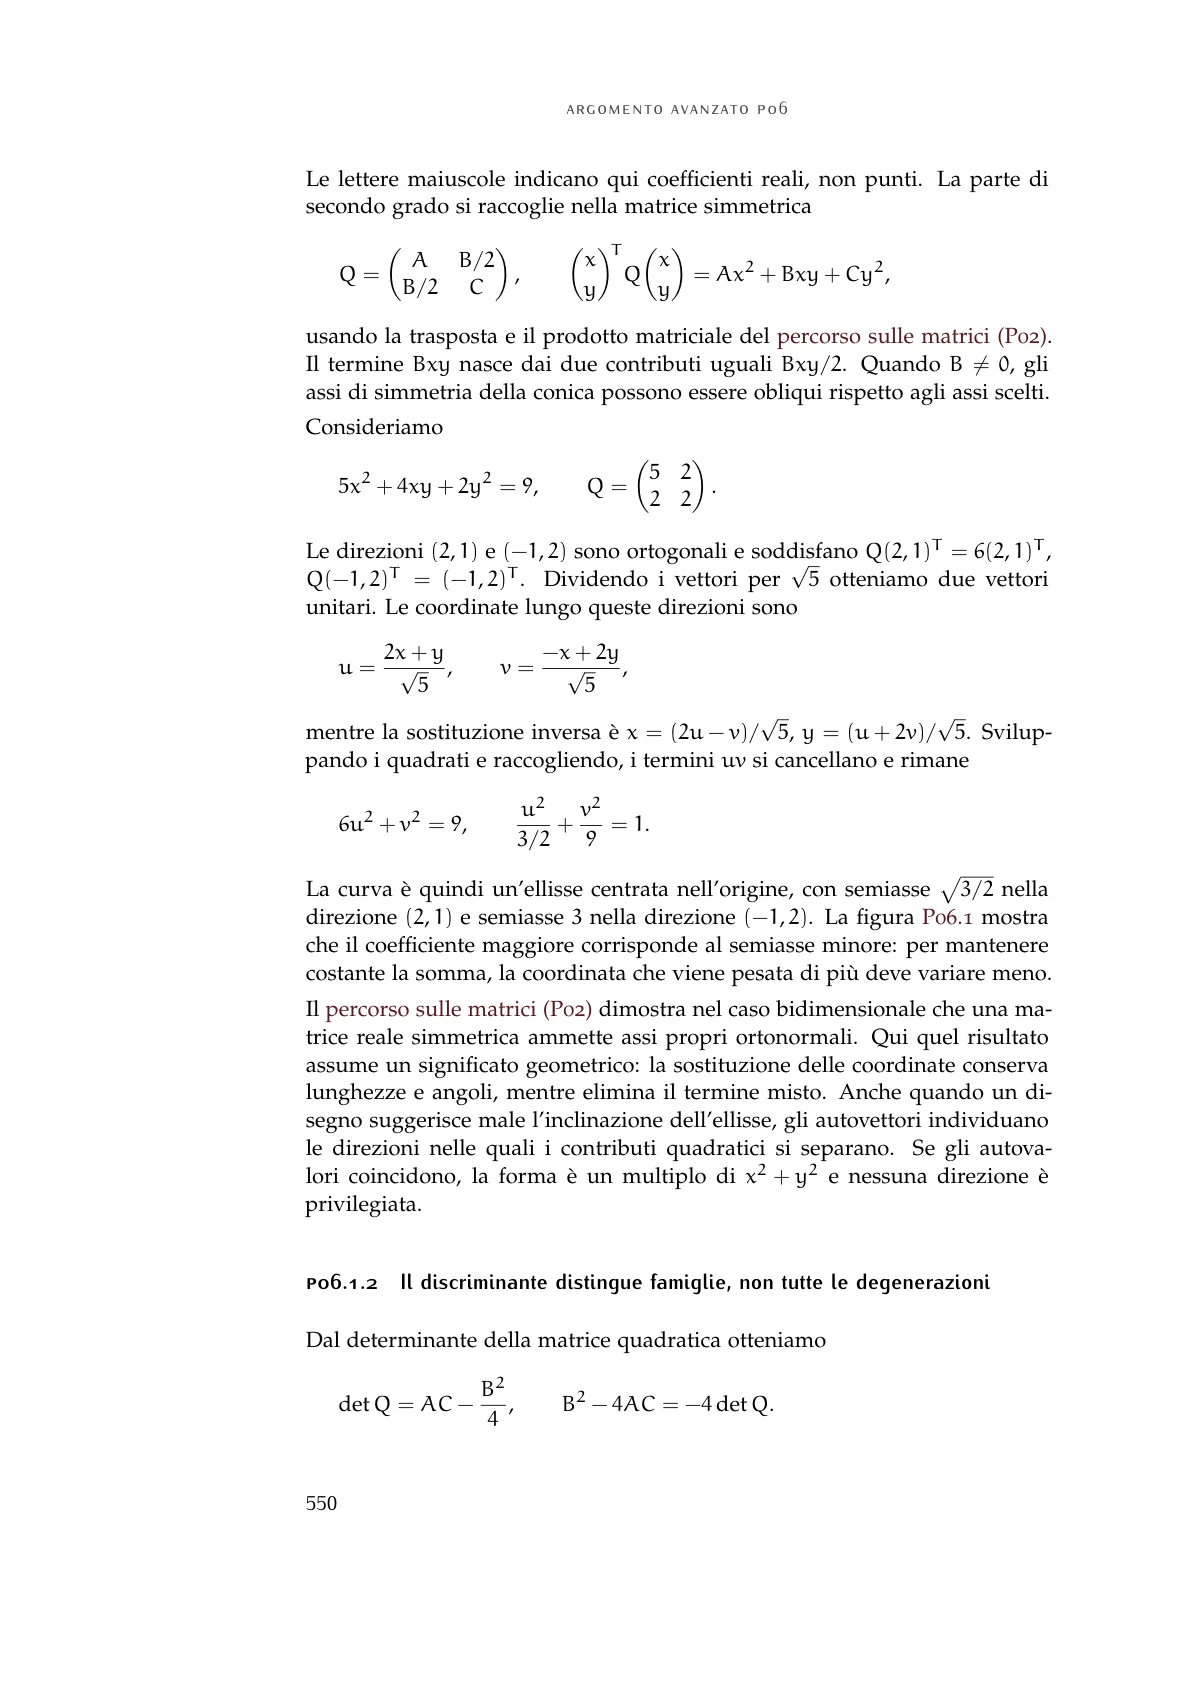 ARGOMENTO AVANZATO P06
Le lettere maiuscole indicano qui coefficienti reali, non punti. La parte di
secondo grado si raccoglie nella matrice simmetrica
Q = (A B/2; B/2 C), (x; y)^T Q (x; y) = Ax² + Bxy + Cy²,
usando la trasposta e il prodotto matriciale del percorso sulle matrici (P02).
Il termine Bxy nasce dai due contributi uguali Bxy/2. Quando B ≠ 0, gli
assi di simmetria della conica possono essere obliqui rispetto agli assi scelti.
Consideriamo
5x² + 4xy + 2y² = 9, Q = (5 2; 2 2).
Le direzioni (2, 1) e (−1, 2) sono ortogonali e soddisfano Q(2, 1)^T = 6(2, 1)^T,
Q(−1, 2)^T = (−1, 2)^T. Dividendo i vettori per √5 otteniamo due vettori
unitari. Le coordinate lungo queste direzioni sono
u = (2x + y)/√5, v = (−x + 2y)/√5,
mentre la sostituzione inversa è x = (2u − v)/√5, y = (u + 2v)/√5. Svilup-
pando i quadrati e raccogliendo, i termini uv si cancellano e rimane
6u² + v² = 9, u²/(3/2) + v²/9 = 1.
La curva è quindi un'ellisse centrata nell'origine, con semiasse √(3/2) nella
direzione (2, 1) e semiasse 3 nella direzione (−1, 2). La figura P06.1 mostra
che il coefficiente maggiore corrisponde al semiasse minore: per mantenere
costante la somma, la coordinata che viene pesata di più deve variare meno.
Il percorso sulle matrici (P02) dimostra nel caso bidimensionale che una ma-
trice reale simmetrica ammette assi propri ortonormali. Qui quel risultato
assume un significato geometrico: la sostituzione delle coordinate conserva
lunghezze e angoli, mentre elimina il termine misto. Anche quando un di-
segno suggerisce male l'inclinazione dell'ellisse, gli autovettori individuano
le direzioni nelle quali i contributi quadratici si separano. Se gli autova-
lori coincidono, la forma è un multiplo di x² + y² e nessuna direzione è
privilegiata.
P06.1.2 Il discriminante distingue famiglie, non tutte le degenerazioni
Dal determinante della matrice quadratica otteniamo
det Q = AC − B²/4, B² − 4AC = −4 det Q.
550